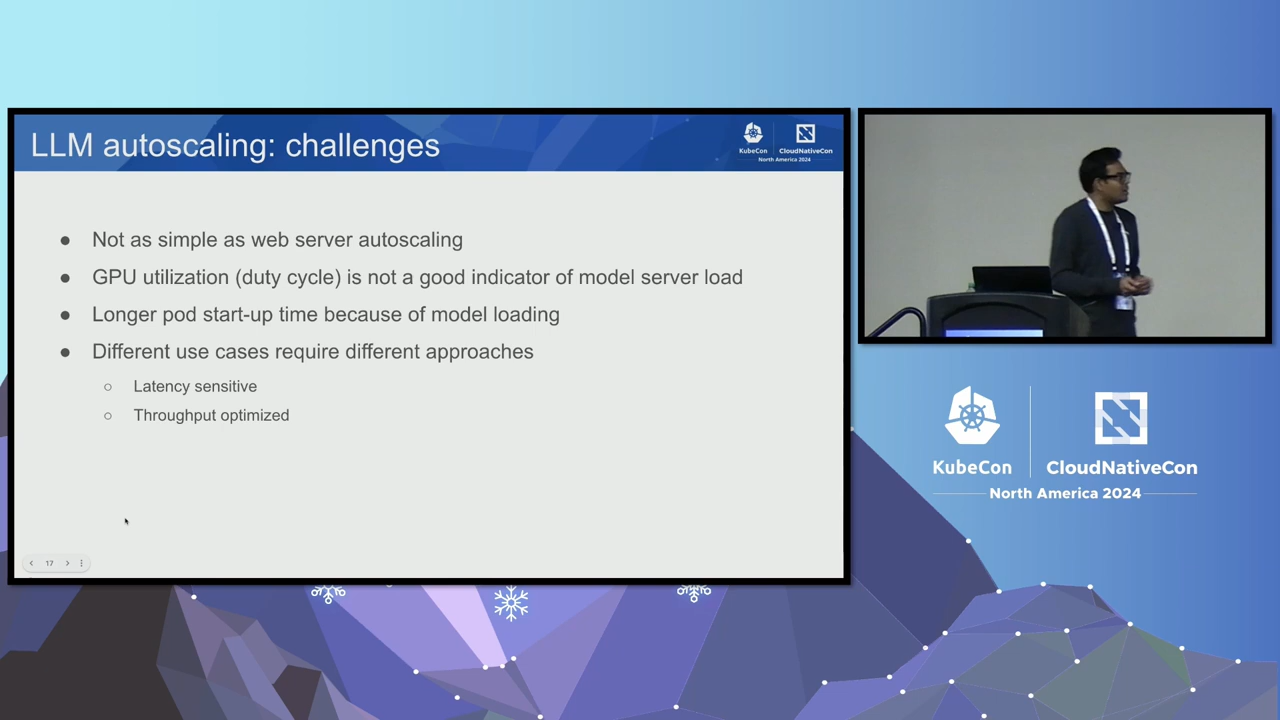 LLM autoscaling: challenges
KubeCon
CloudNativeCon
North America 2024
● Not as simple as web server autoscaling
● GPU utilization (duty cycle) is not a good indicator of model server load
● Longer pod start-up time because of model loading
● Different use cases require different approaches
○ Latency sensitive
○ Throughput optimized
17
KubeCon
CloudNativeCon
North America 2024